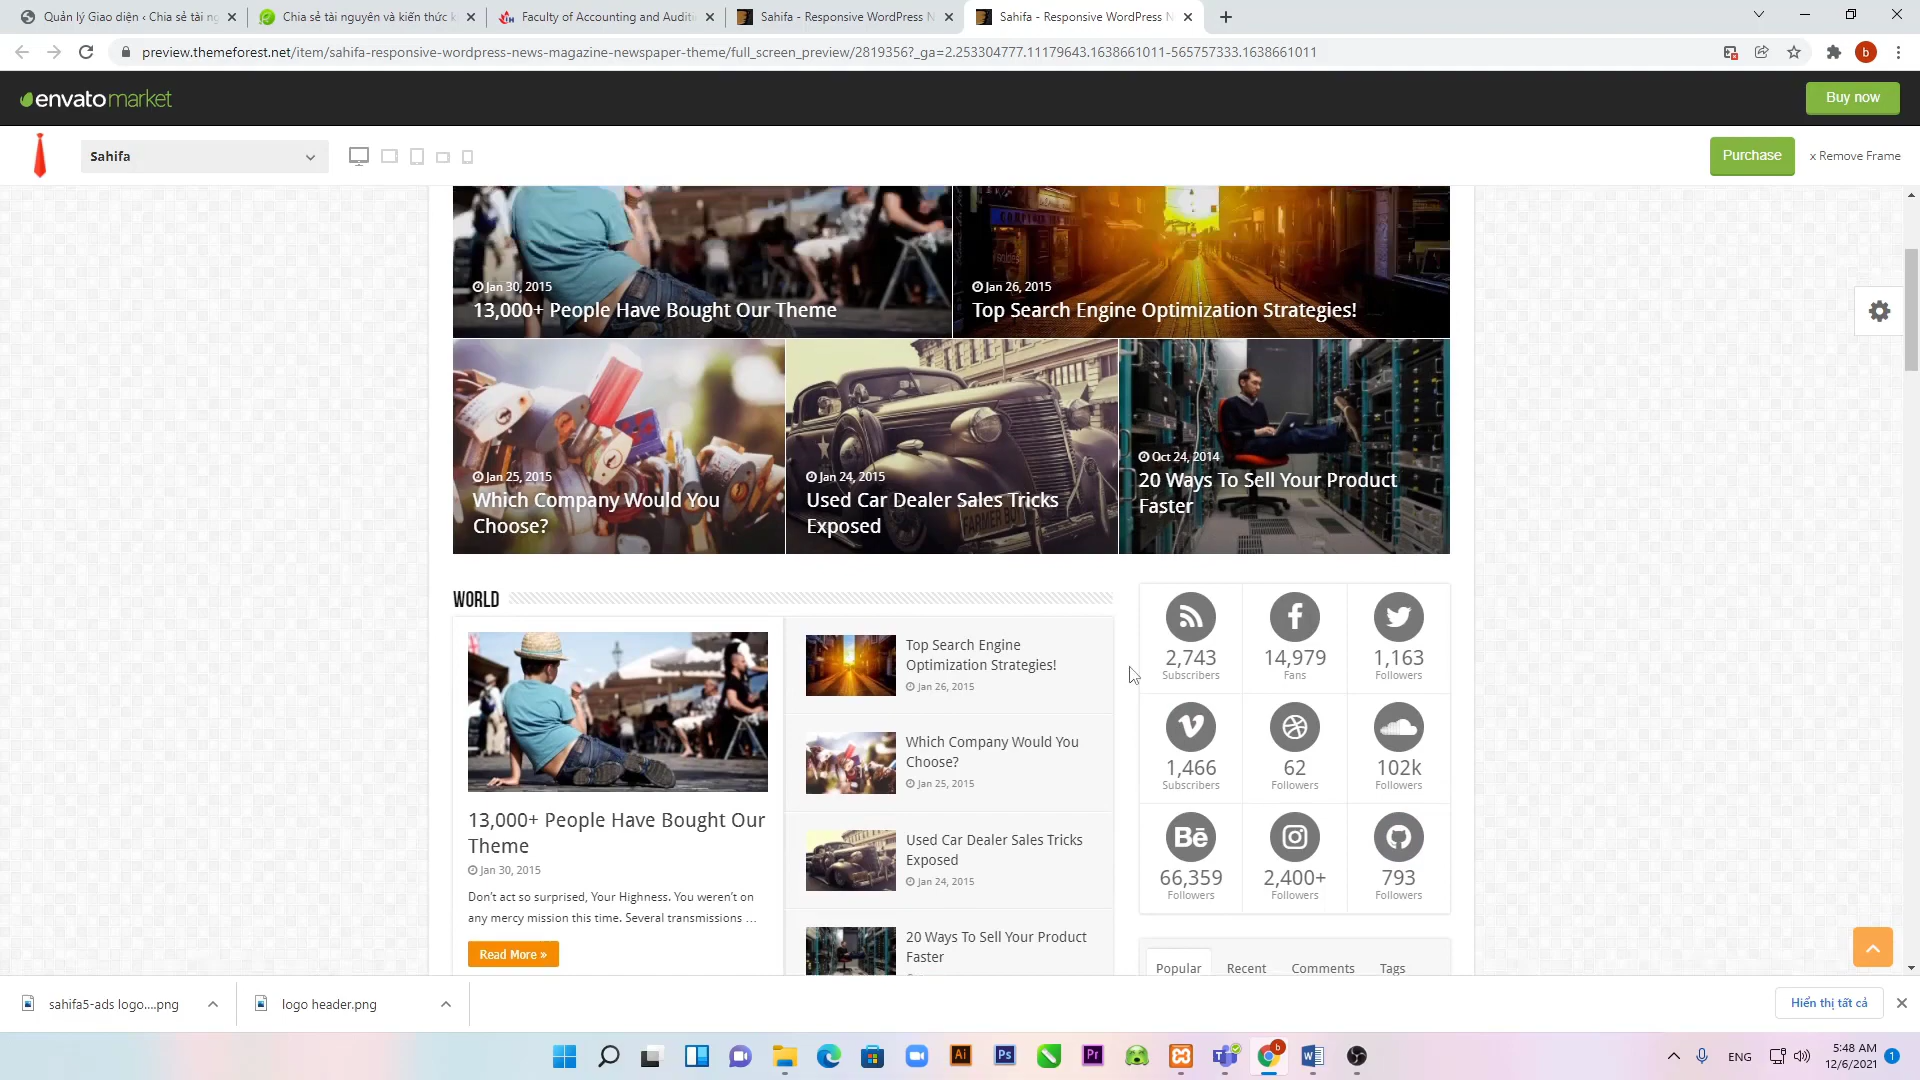 Quản lý Giao diện ‹ Chia sẻ tài ng
Chia sẻ tài nguyên và kiến thức k
Faculty of Accounting and Auditi
Sahifa - Responsive WordPress N
Sahifa - Responsive WordPress N
preview.themeforest.net/item/sahifa-responsive-wordpress-news-magazine-newspaper-theme/full_screen_preview/2819356?_ga=2.253304777.11179643.1638661011-565757333.1638661011
b
envato market
Buy now
Sahifa
Purchase
x Remove Frame
Jan 30, 2015
13,000+ People Have Bought Our Theme
Jan 26, 2015
Top Search Engine Optimization Strategies!
Jan 25, 2015
Which Company Would You
Choose?
Jan 24, 2015
Used Car Dealer Sales Tricks
Exposed
Oct 24, 2014
20 Ways To Sell Your Product
Faster
WORLD
13,000+ People Have Bought Our
Theme
Jan 30, 2015
Don't act so surprised, Your Highness. You weren't on
any mercy mission this time. Several transmissions …
Read More »
Top Search Engine
Optimization Strategies!
Jan 26, 2015
Which Company Would You
Choose?
Jan 25, 2015
Used Car Dealer Sales Tricks
Exposed
Jan 24, 2015
20 Ways To Sell Your Product
Faster
2,743
Subscribers
14,979
Fans
1,163
Followers
1,466
Subscribers
62
Followers
102k
Followers
Bē
66,359
Followers
2,400+
Followers
793
Followers
Popular
Recent
Comments
Tags
sahifa5-ads logo....png
logo header.png
Hiển thị tất cả
Ai
Ps
Pr
b
ENG
5:48 AM
12/6/2021
1